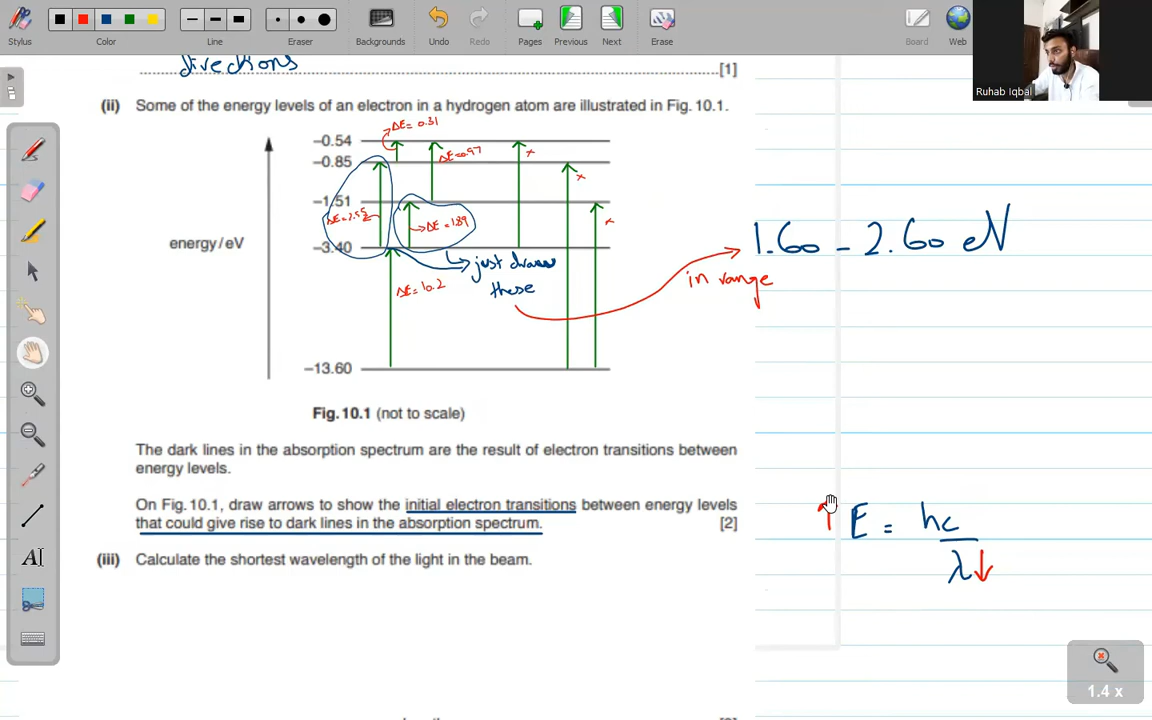 Stylus
Color
Line
Eraser
Backgrounds
Undo
Redo
Pages
Previous
Next
Erase
Board
Web
Ruhab Iqbal
directions
[1]
(ii) Some of the energy levels of an electron in a hydrogen atom are illustrated in Fig. 10.1.
ΔE= 0.31
−0.54
ΔE=0.97
−0.85
−1.51
ΔE=2.55
ΔE=1.89
energy/eV
−3.40
just draw
these
ΔE=10.2
1.60 – 2.60 eV
in range
−13.60
Fig. 10.1 (not to scale)
The dark lines in the absorption spectrum are the result of electron transitions between
energy levels.
On Fig. 10.1, draw arrows to show the initial electron transitions between energy levels
that could give rise to dark lines in the absorption spectrum. [2]
(iii) Calculate the shortest wavelength of the light in the beam.
↑ E = hc
λ↓
AI
1.4 x